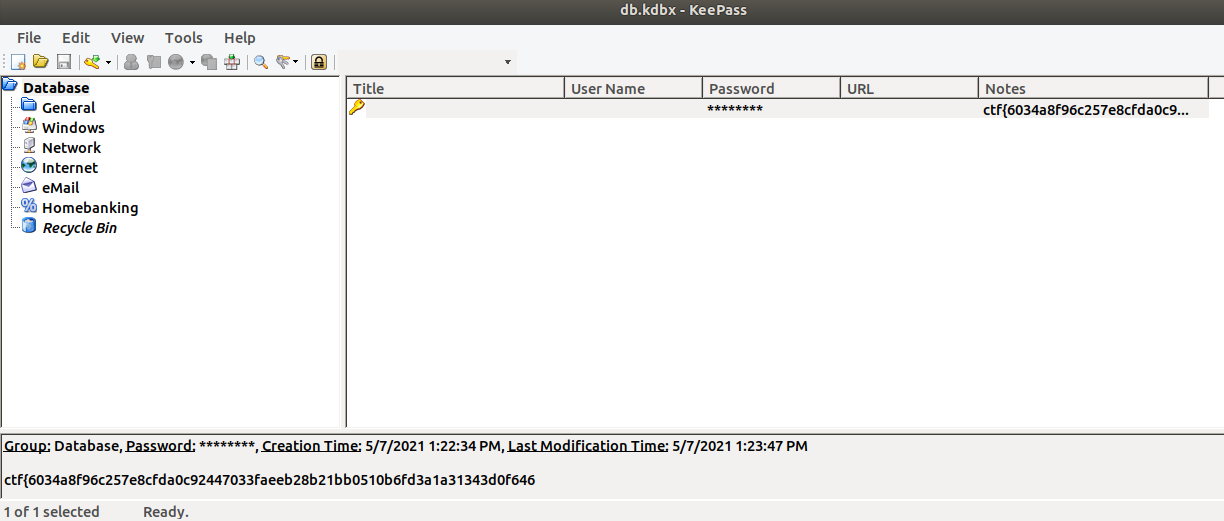 db.kdbx - KeePass
File Edit View Tools Help
Database
General
Windows
Network
Internet
eMail
Homebanking
Recycle Bin
Title User Name Password URL Notes
******** ctf{6034a8f96c257e8cfda0c9...
Group: Database, Password: ********, Creation Time: 5/7/2021 1:22:34 PM, Last Modification Time: 5/7/2021 1:23:47 PM
ctf{6034a8f96c257e8cfda0c92447033faeeb28b21bb0510b6fd3a1a31343d0f646
1 of 1 selected Ready.